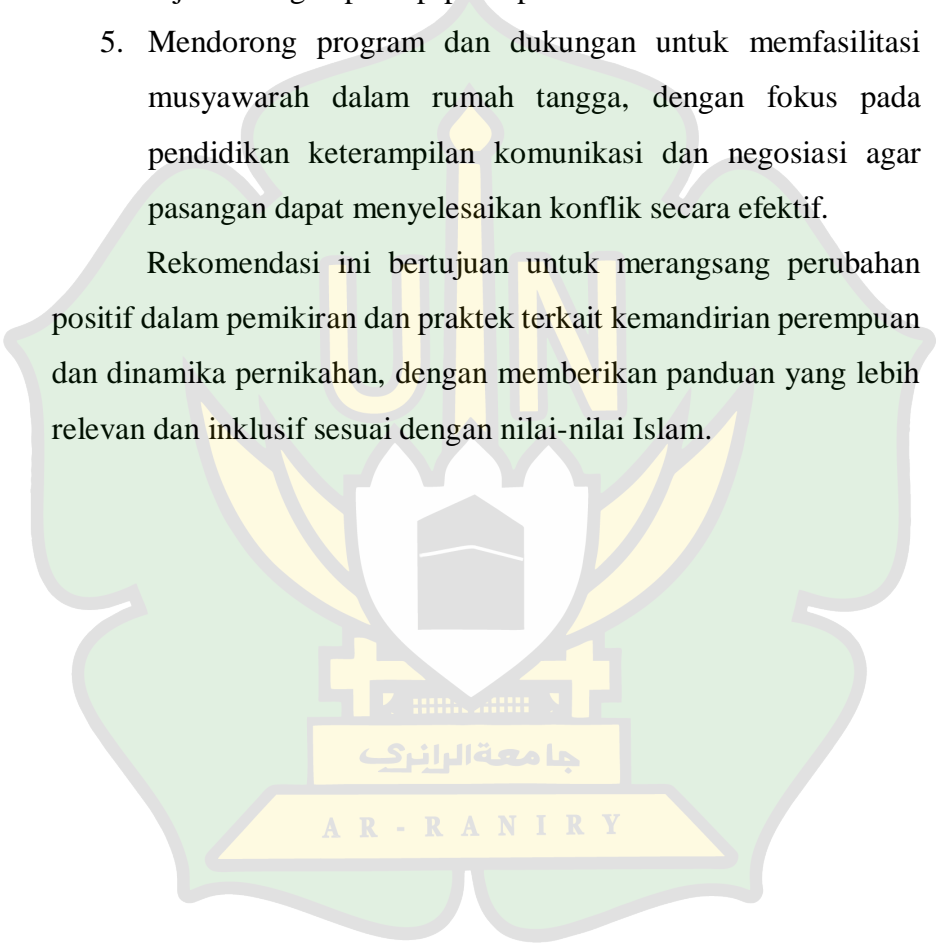 5. Mendorong program dan dukungan untuk memfasilitasi
musyawarah dalam rumah tangga, dengan fokus pada
pendidikan keterampilan komunikasi dan negosiasi agar
pasangan dapat menyelesaikan konflik secara efektif.
Rekomendasi ini bertujuan untuk merangsang perubahan
positif dalam pemikiran dan praktek terkait kemandirian perempuan
dan dinamika pernikahan, dengan memberikan panduan yang lebih
relevan dan inklusif sesuai dengan nilai-nilai Islam.
UIN
جامعة الرانري
AR-RANIRY